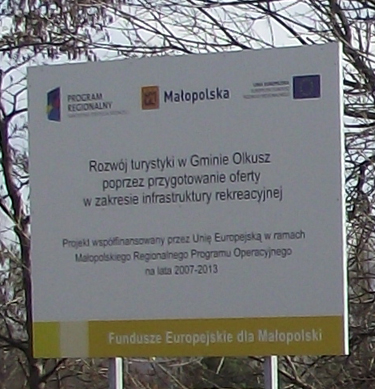 PROGRAM
REGIONALNY
Małopolska
UNIA EUROPEJSKA
Rozwój turystyki w Gminie Olkusz
poprzez przygotowanie oferty
w zakresie infrastruktury rekreacyjnej
Projekt współfinansowany przez Unię Europejską w ramach
Małopolskiego Regionalnego Programu Operacyjnego
na lata 2007-2013
Fundusze Europejskie dla Małopolski